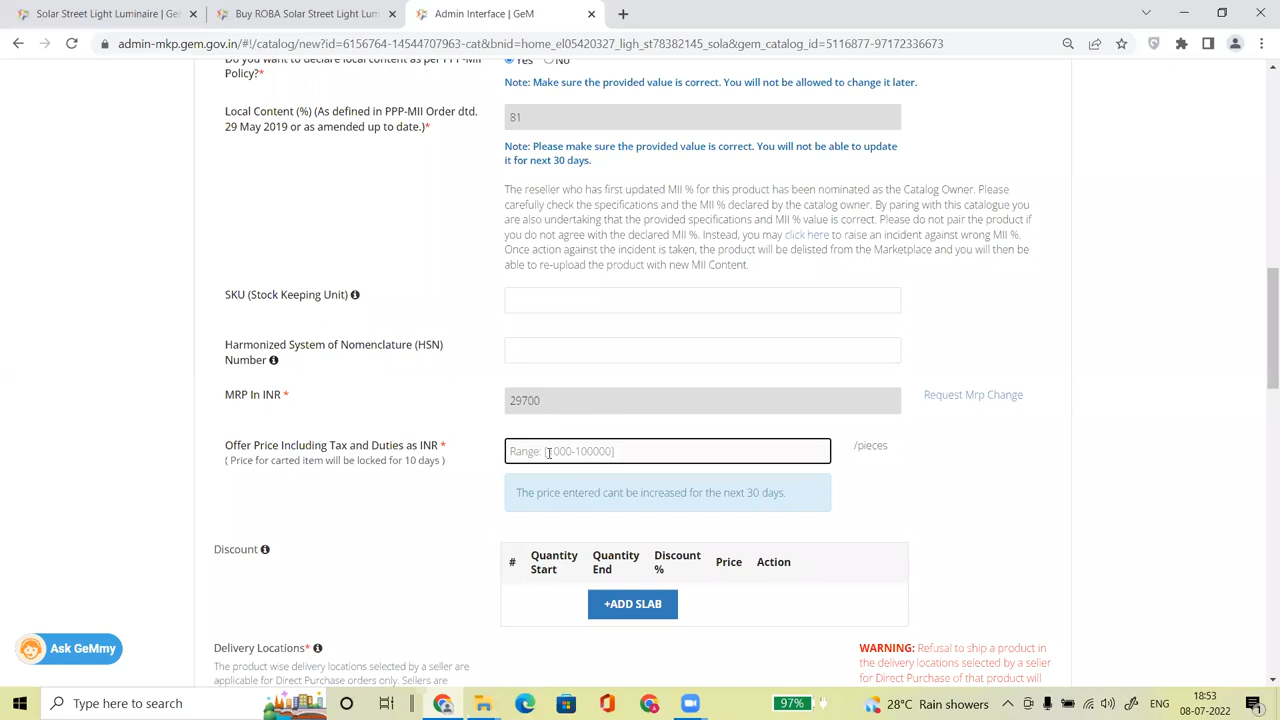 Solar Street Light Luminaire | Ge
Buy ROBA Solar Street Light Lum
Admin Interface | GeM
admin-mkp.gem.gov.in/#!/catalog/new?id=6156764-14544707963-cat&bnid=home_el05420327_ligh_st78382145_sola&gem_catalog_id=5116877-97172336673
Do you want to declare local content as per PPP-MII
Policy?*
Yes No
Note: Make sure the provided value is correct. You will not be allowed to change it later.
Local Content (%) (As defined in PPP-MII Order dtd.
29 May 2019 or as amended up to date.)*
81
Note: Please make sure the provided value is correct. You will not be able to update
it for next 30 days.
The reseller who has first updated MII % for this product has been nominated as the Catalog Owner. Please
carefully check the specifications and the MII % declared by the catalog owner. By paring with this catalogue you
are also undertaking that the provided specifications and MII % value is correct. Please do not pair the product if
you do not agree with the declared MII %. Instead, you may click here to raise an incident against wrong MII %.
Once action against the incident is taken, the product will be delisted from the Marketplace and you will then be
able to re-upload the product with new MII Content.
SKU (Stock Keeping Unit)
Harmonized System of Nomenclature (HSN)
Number
MRP In INR *
29700
Request Mrp Change
Offer Price Including Tax and Duties as INR *
( Price for carted item will be locked for 10 days )
Range: [1000-100000]
/pieces
The price entered cant be increased for the next 30 days.
Discount
# Quantity Start Quantity End Discount % Price Action
+ADD SLAB
Delivery Locations*
The product wise delivery locations selected by a seller are
applicable for Direct Purchase orders only. Sellers are
WARNING: Refusal to ship a product in
the delivery locations selected by a seller
for Direct Purchase of that product will
Ask GeMmy
Type here to search
97%
28°C Rain showers
ENG
18:53
08-07-2022
1